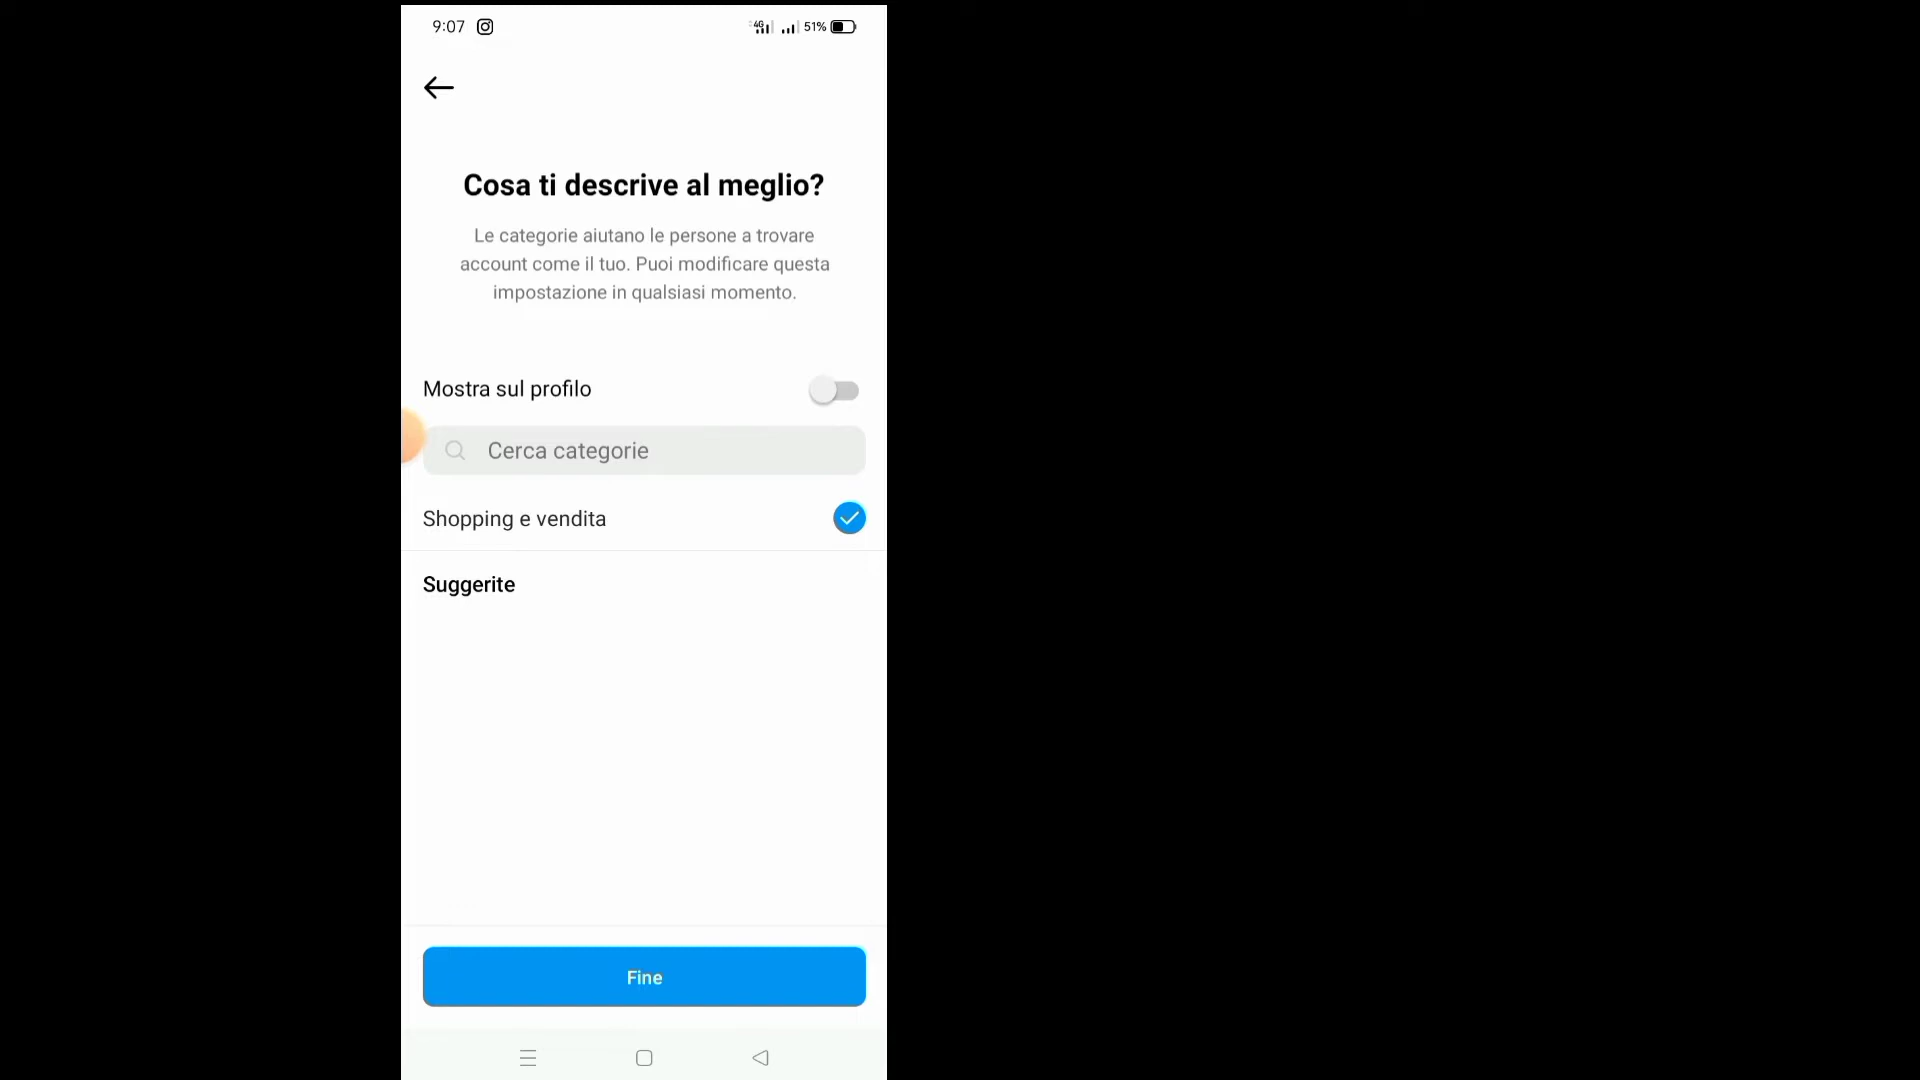 9:07
4G 51%
Cosa ti descrive al meglio?
Le categorie aiutano le persone a trovare
account come il tuo. Puoi modificare questa
impostazione in qualsiasi momento.
Mostra sul profilo
Cerca categorie
Shopping e vendita
Suggerite
Fine